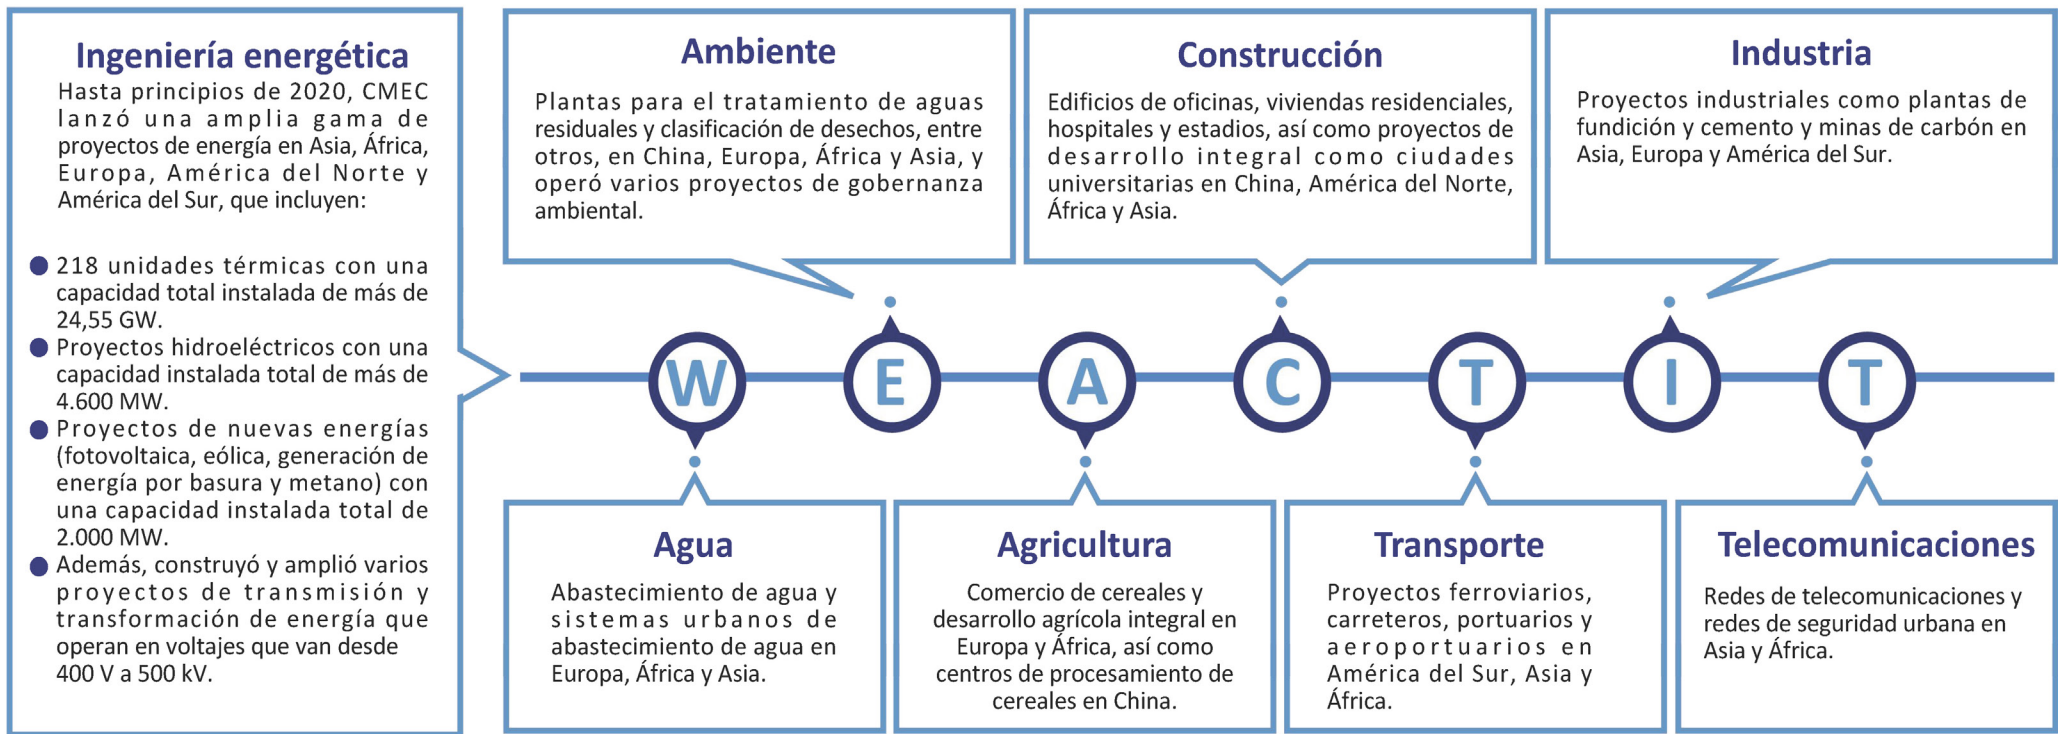 Ingeniería energética
Hasta principios de 2020, CMEC
lanzó una amplia gama de
proyectos de energía en Asia, África,
Europa, América del Norte y
América del Sur, que incluyen:
● 218 unidades térmicas con una
capacidad total instalada de más de
24,55 GW.
● Proyectos hidroeléctricos con una
capacidad instalada total de más de
4.600 MW.
● Proyectos de nuevas energías
(fotovoltaica, eólica, generación de
energía por basura y metano) con
una capacidad instalada total de
2.000 MW.
● Además, construyó y amplió varios
proyectos de transmisión y
transformación de energía que
operan en voltajes que van desde
400 V a 500 kV.
Ambiente
Plantas para el tratamiento de aguas
residuales y clasificación de desechos, entre
otros, en China, Europa, África y Asia, y
operó varios proyectos de gobernanza
ambiental.
Construcción
Edificios de oficinas, viviendas residenciales,
hospitales y estadios, así como proyectos de
desarrollo integral como ciudades
universitarias en China, América del Norte,
África y Asia.
Industria
Proyectos industriales como plantas de
fundición y cemento y minas de carbón en
Asia, Europa y América del Sur.
W E A C T I T
Agua
Abastecimiento de agua y
sistemas urbanos de
abastecimiento de agua en
Europa, África y Asia.
Agricultura
Comercio de cereales y
desarrollo agrícola integral en
Europa y África, así como
centros de procesamiento de
cereales en China.
Transporte
Proyectos ferroviarios,
carreteros, portuarios y
aeroportuarios en
América del Sur, Asia y
África.
Telecomunicaciones
Redes de telecomunicaciones y
redes de seguridad urbana en
Asia y África.